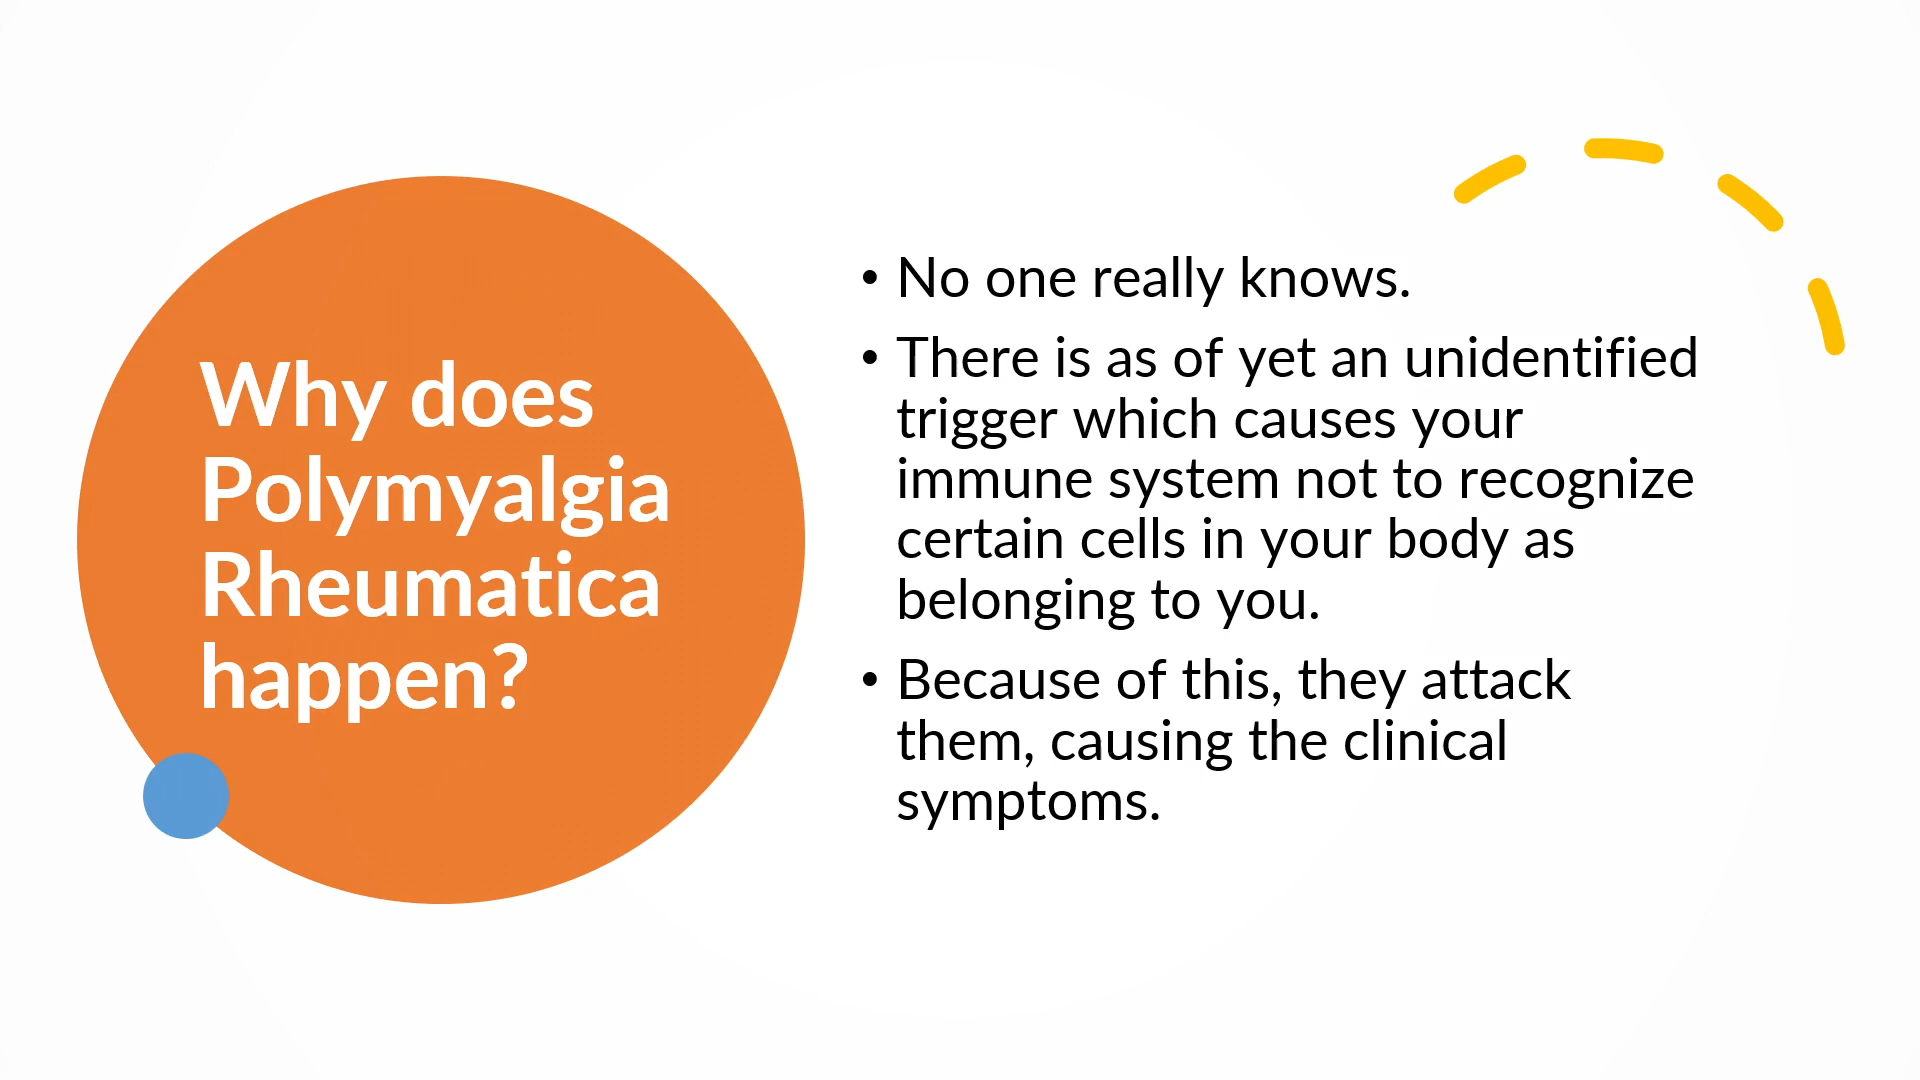 Why does
Polymyalgia
Rheumatica
happen?
• No one really knows.
• There is as of yet an unidentified
trigger which causes your
immune system not to recognize
certain cells in your body as
belonging to you.
• Because of this, they attack
them, causing the clinical
symptoms.